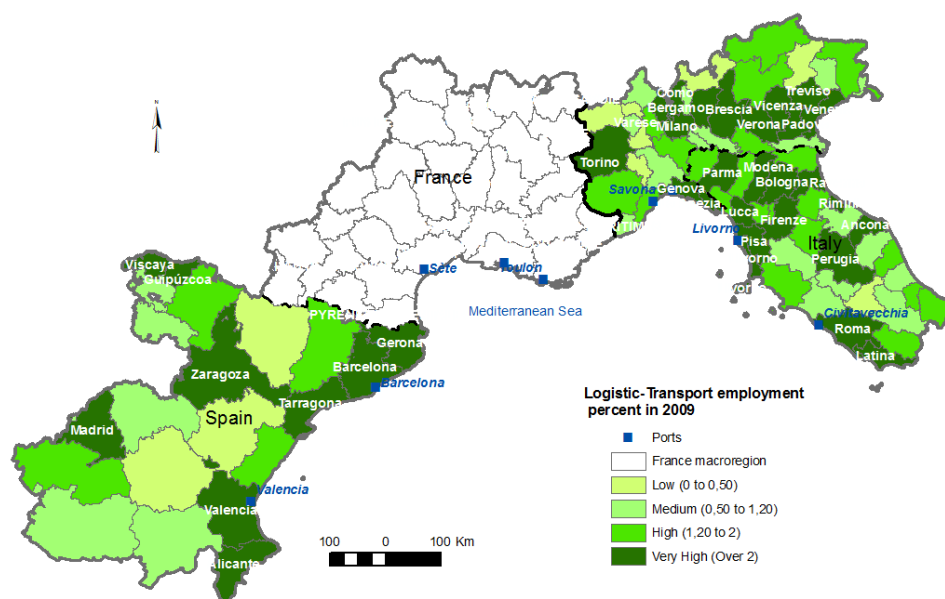 Como
Bergamo
Treviso
Brescia
Vicenza
Varese
Milano
Verona
Torino
Parma
Modena
Bologna
France
Savona
Genova
Lucca
Firenze
Livorno
Ancona
Italy
Pisa
Perugia
Viscaya
Guipúzcoa
Sète
Toulon
Mediterranean Sea
Civitavecchia
Roma
Latina
Gerona
Barcelona
Barcelona
Zaragoza
Tarragona
Spain
Madrid
Valencia
Valencia
Alicante
Logistic-Transport employment
percent in 2009
Ports
France macroregion
Low (0 to 0,50)
Medium (0,50 to 1,20)
High (1,20 to 2)
Very High (Over 2)
100 0 100 Km